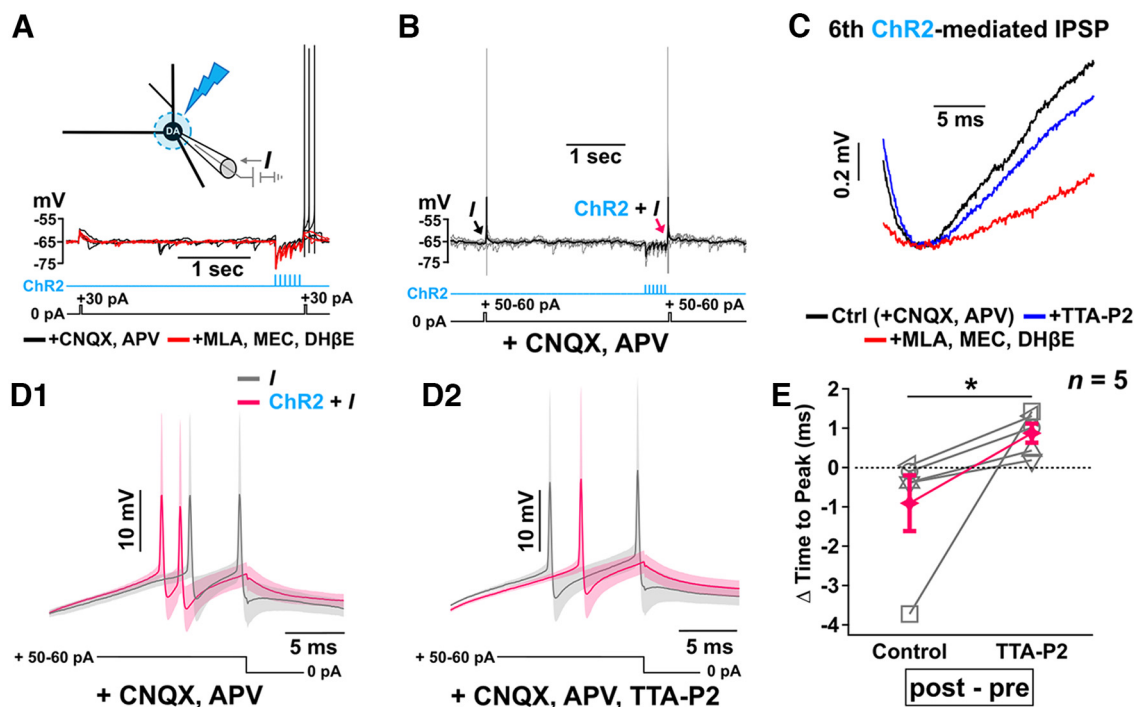 A
DA
I
mV
-55
-65
-75
1 sec
ChR2
+30 pA
+30 pA
0 pA
+CNQX, APV
+MLA, MEC, DHβE
B
1 sec
mV
-55
-65
-75
I
ChR2 + I
ChR2
+ 50-60 pA
+ 50-60 pA
0 pA
+ CNQX, APV
C
6th ChR2-mediated IPSP
5 ms
0.2 mV
Ctrl (+CNQX, APV)
+TTA-P2
+MLA, MEC, DHβE
D1
I
ChR2 + I
10 mV
5 ms
+ 50-60 pA
0 pA
+ CNQX, APV
D2
10 mV
5 ms
+ 50-60 pA
0 pA
+ CNQX, APV, TTA-P2
E
n = 5
*
Δ Time to Peak (ms)
2
1
0
-1
-2
-3
-4
Control
TTA-P2
post - pre